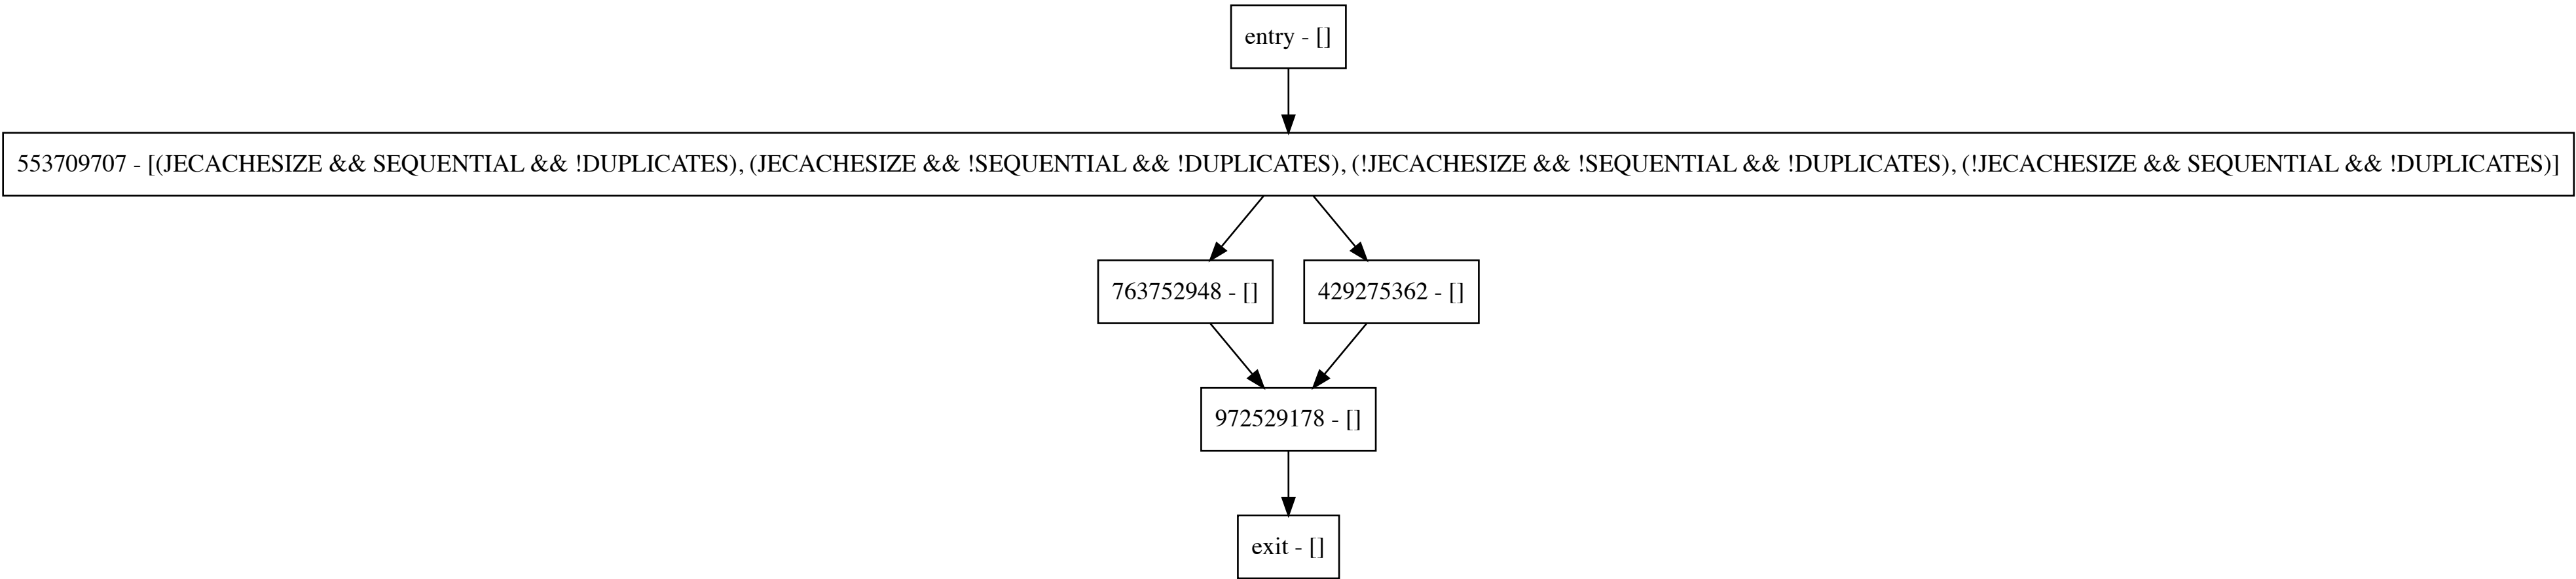 entry - []
553709707 - [(JECACHESIZE && SEQUENTIAL && !DUPLICATES), (JECACHESIZE && !SEQUENTIAL && !DUPLICATES), (!JECACHESIZE && !SEQUENTIAL && !DUPLICATES), (!JECACHESIZE && SEQUENTIAL && !DUPLICATES)]
763752948 - []
429275362 - []
972529178 - []
exit - []